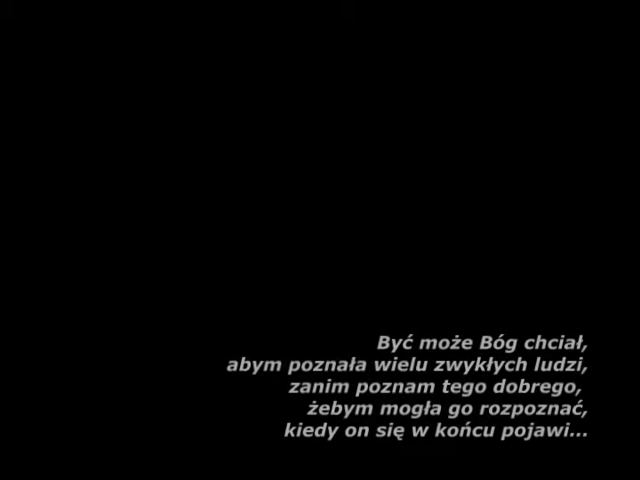 Być może Bóg chciał,
abym poznała wielu zwykłych ludzi,
zanim poznam tego dobrego,
żebym mogła go rozpoznać,
kiedy on się w końcu pojawi...